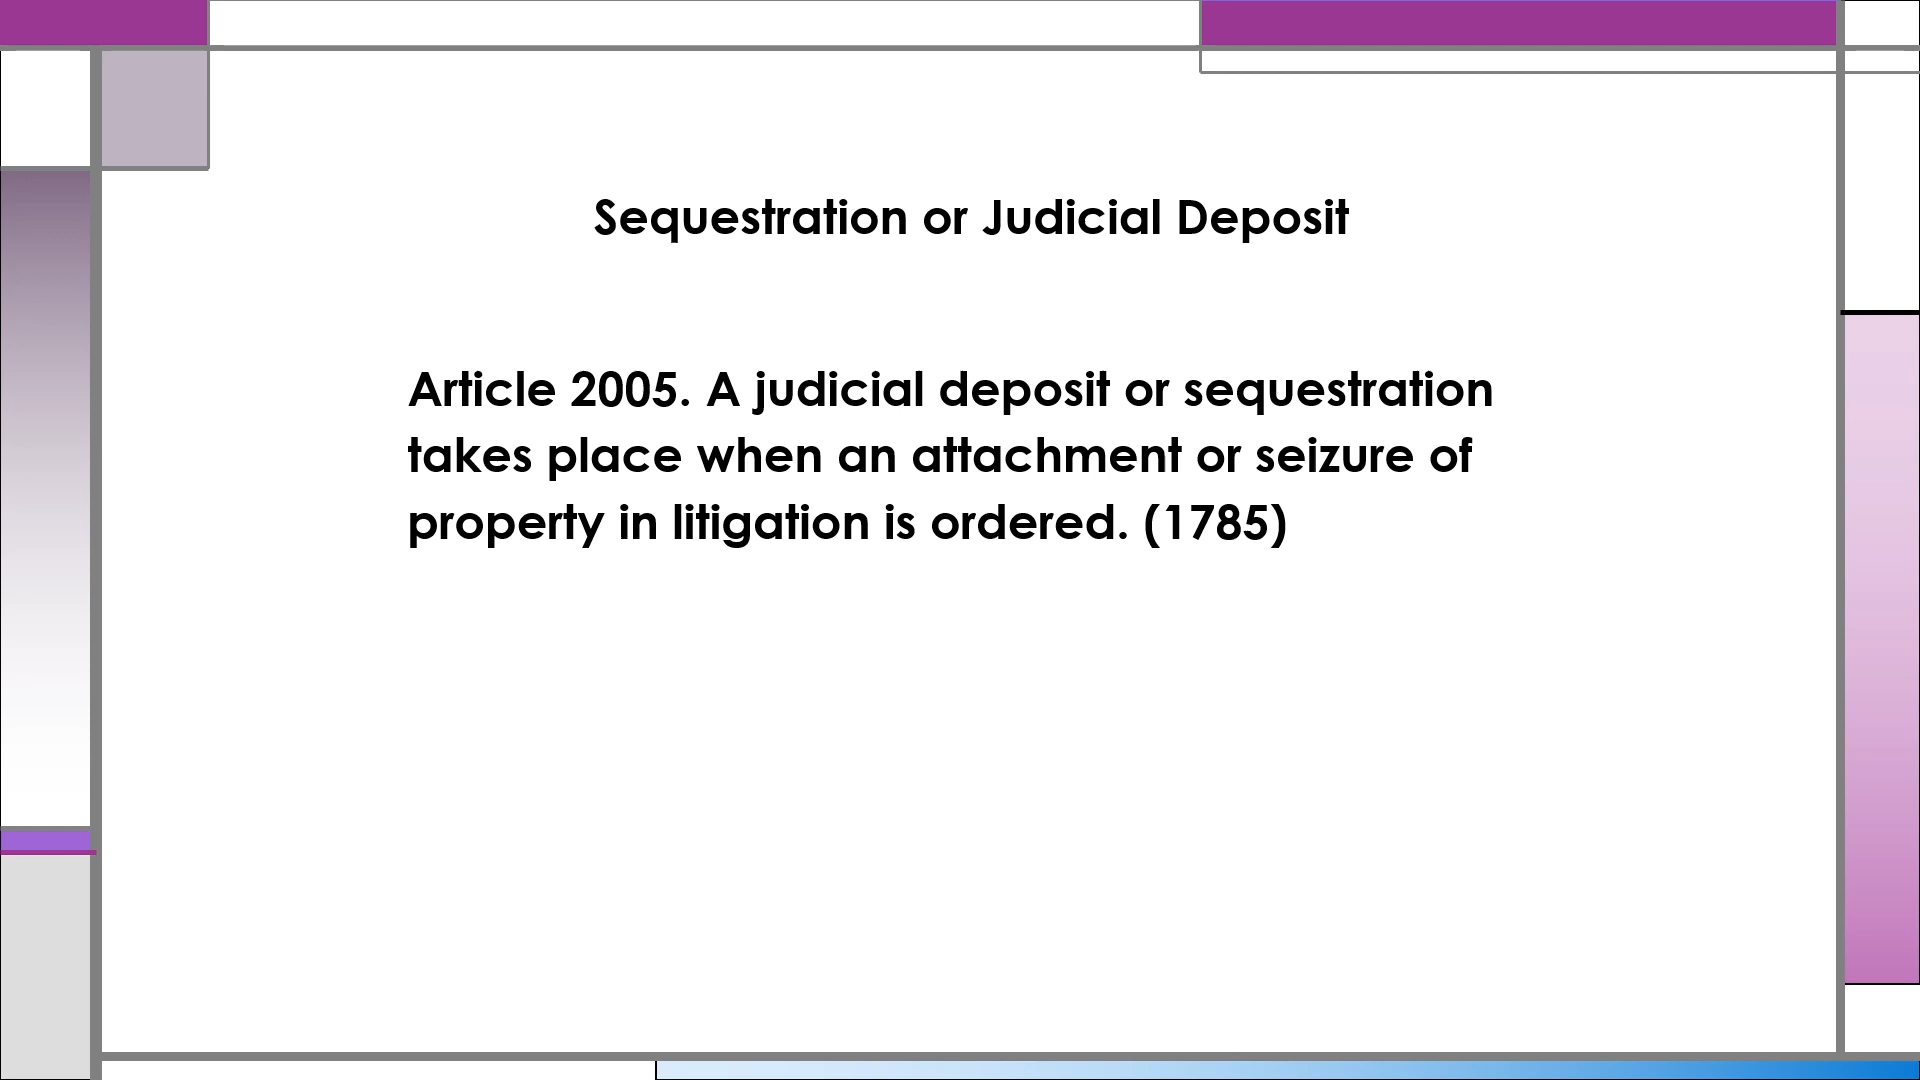 Sequestration or Judicial Deposit
Article 2005. A judicial deposit or sequestration
takes place when an attachment or seizure of
property in litigation is ordered. (1785)